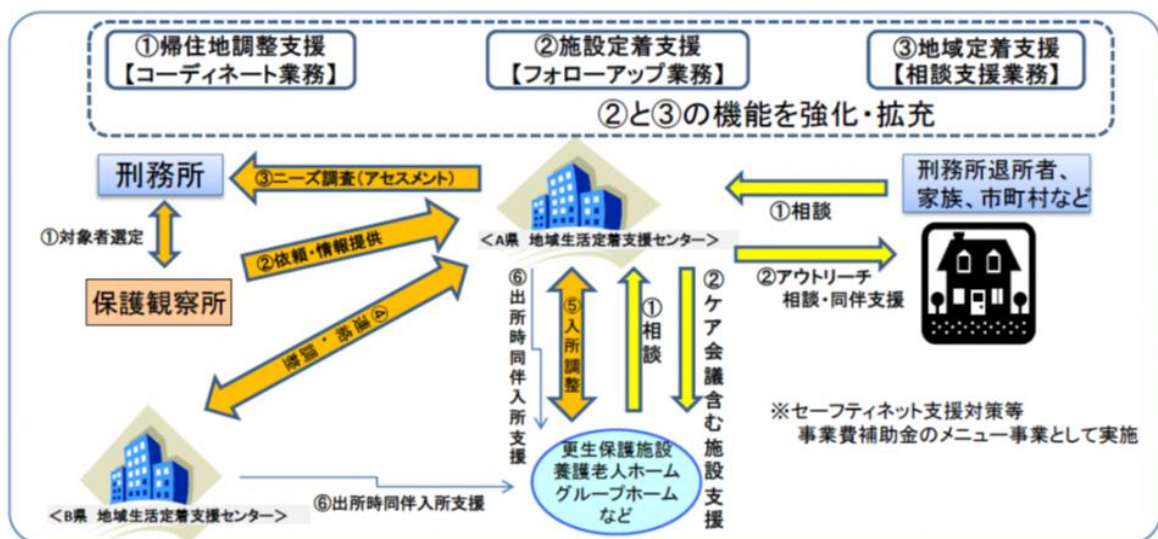 ①帰住地調整支援
【コーディネート業務】
②施設定着支援
【フォローアップ業務】
③地域定着支援
【相談支援業務】
②と③の機能を強化・拡充
刑務所
③ニーズ調査(アセスメント)
刑務所退所者、
家族、市町村など
①相談
①対象者選定
②依頼・情報提供
<A県 地域生活定着支援センター>
②アウトリーチ
相談・同伴支援
保護観察所
④連絡・調整
⑥出所時同伴入所支援
⑤入所調整
①相談
②ケア会議含む施設支援
※セーフティネット支援対策等
事業費補助金のメニュー事業として実施
更生保護施設
養護老人ホーム
グループホーム
など
⑥出所時同伴入所支援
<B県 地域生活定着支援センター>